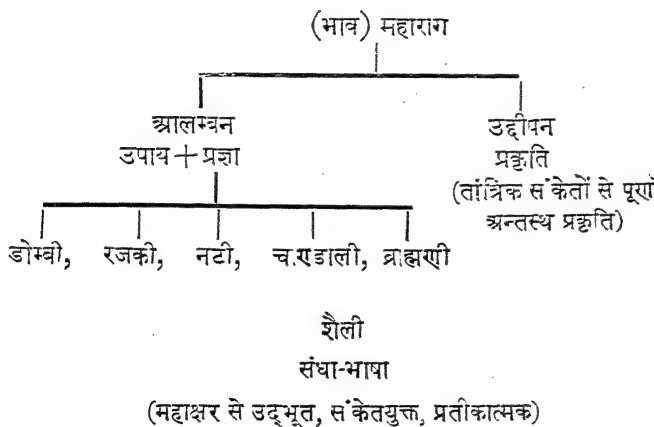 (भाव) महाराग
आलम्बन उद्दीपन
उपाय + प्रज्ञा प्रकृति
(तांत्रिक संकेतों से पूर्ण
अन्तस्थ प्रकृति)
डोम्बी, रजकी, नटी, चण्डाली, ब्राह्मणी
शैली
संधा-भाषा
(महाक्षर से उद्भूत, संकेतयुक्त, प्रतीकात्मक)